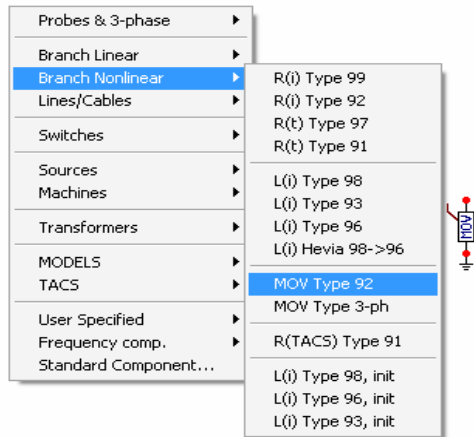 Probes & 3-phase
Branch Linear
Branch Nonlinear
Lines/Cables
Switches
Sources
Machines
Transformers
MODELS
TACS
User Specified
Frequency comp.
Standard Component...
R(i) Type 99
R(i) Type 92
R(t) Type 97
R(t) Type 91
L(i) Type 98
L(i) Type 93
L(i) Type 96
L(i) Hevia 98->96
MOV Type 92
MOV Type 3-ph
R(TACS) Type 91
L(i) Type 98, init
L(i) Type 96, init
L(i) Type 93, init
MOV